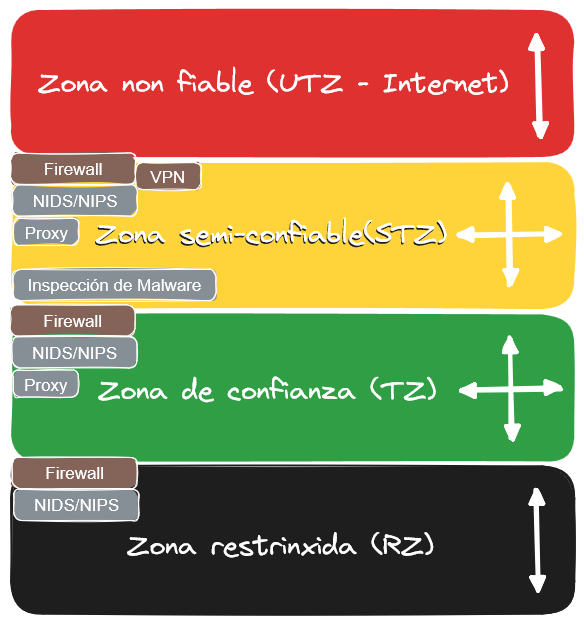 Zona non fiable (UTZ - Internet)
Firewall
VPN
NIDS/NIPS
Proxy
Zona semi-confiable(STZ)
Inspección de Malware
Firewall
NIDS/NIPS
Proxy
Zona de confianza (TZ)
Firewall
NIDS/NIPS
Zona restrinxida (RZ)